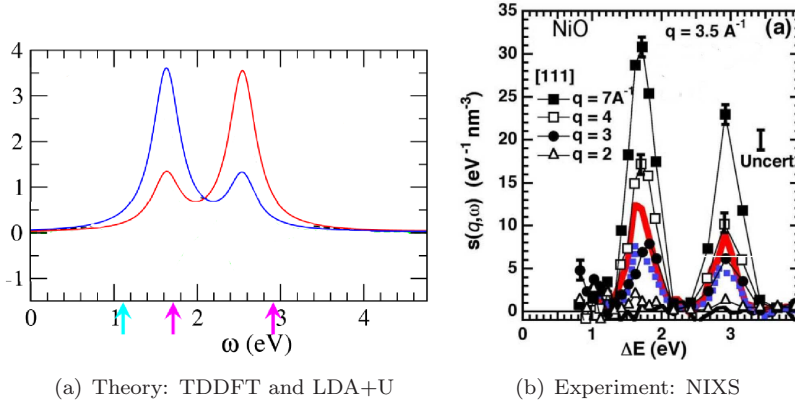 4
3
2
1
0
-1
0
2
4
ω (eV)
(a) Theory: TDDFT and LDA+U
NiO
q = 3.5 A⁻¹
(a)
[111]
q = 7A⁻¹
q = 4
q = 3
q = 2
Uncert
s(q,ω) (eV⁻¹ nm⁻³)
35
30
25
20
15
10
5
0
0
1
2
3
ΔE (eV)
(b) Experiment: NIXS